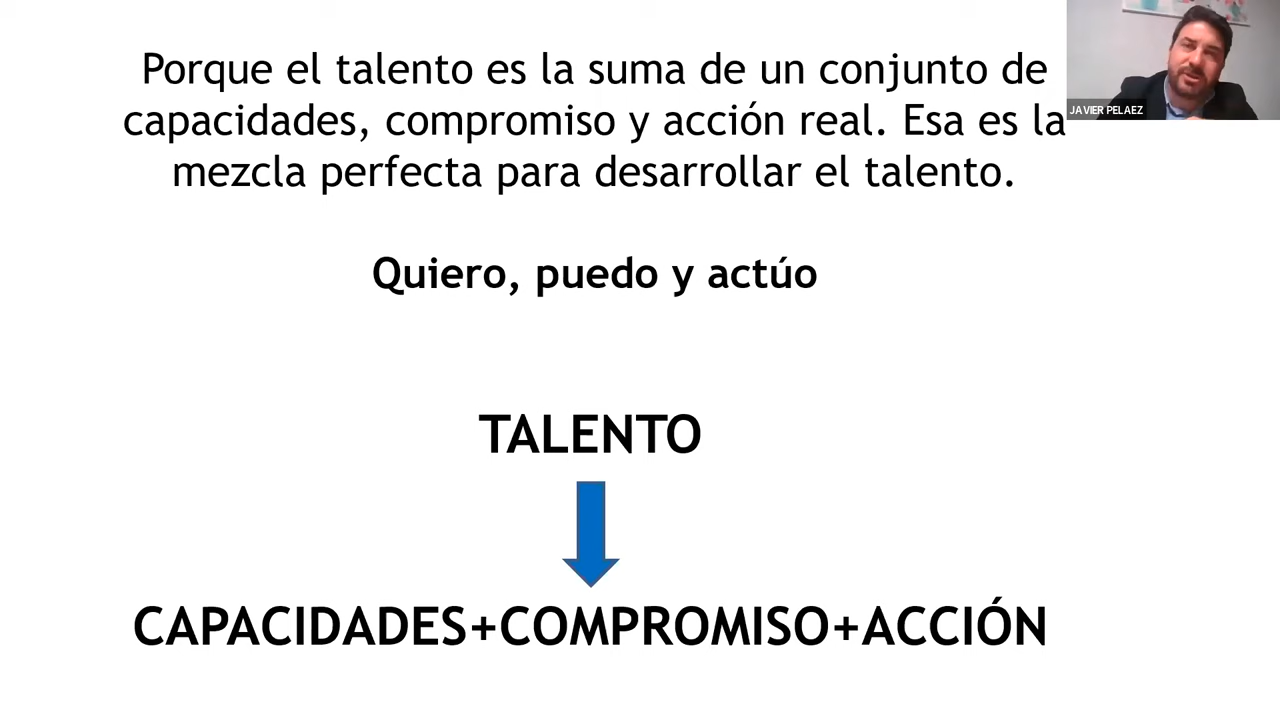 Porque el talento es la suma de un conjunto de
capacidades, compromiso y acción real. Esa es la
mezcla perfecta para desarrollar el talento.
Quiero, puedo y actúo
TALENTO
CAPACIDADES+COMPROMISO+ACCIÓN
JAVIER PELAEZ